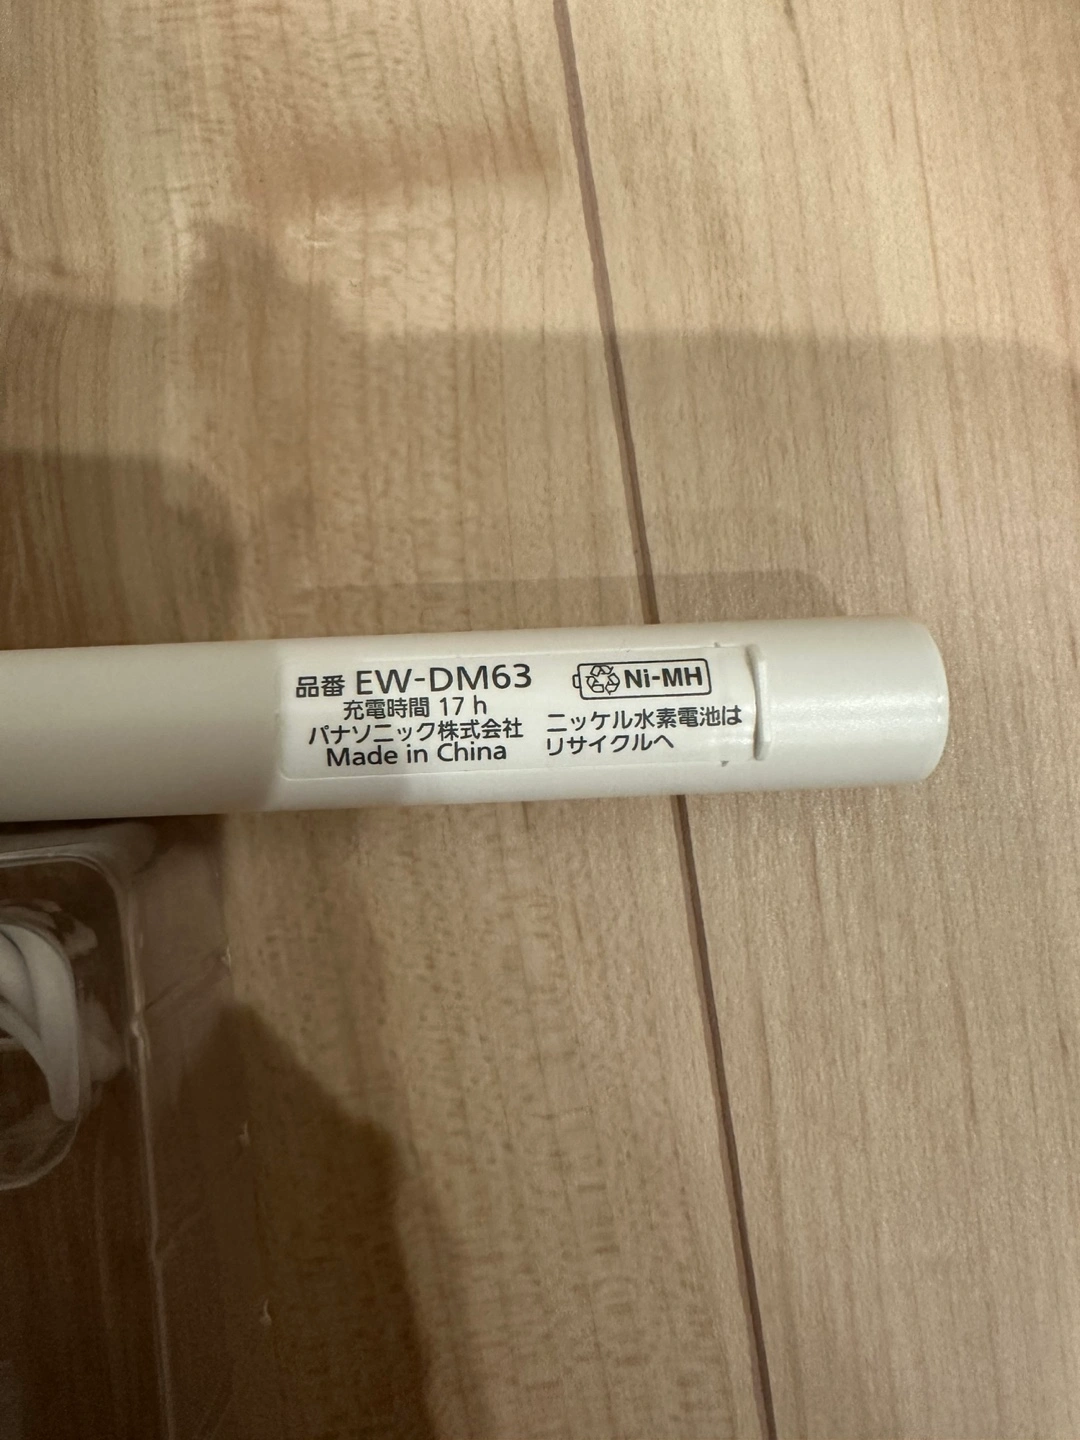 品番 EW-DM63
充電時間 17 h
パナソニック株式会社
Made in China
Ni-MH
ニッケル水素電池は
リサイクルへ